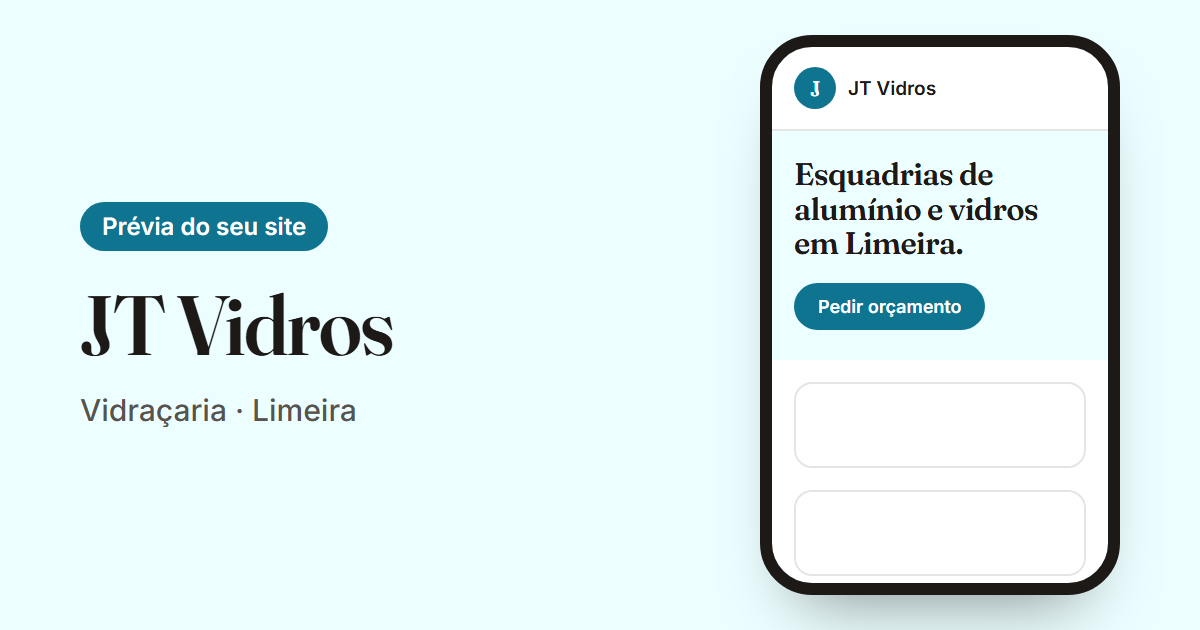 Prévia do seu site
JT Vidros
Vidraçaria · Limeira
J
JT Vidros
Esquadrias de
alumínio e vidros
em Limeira.
Pedir orçamento